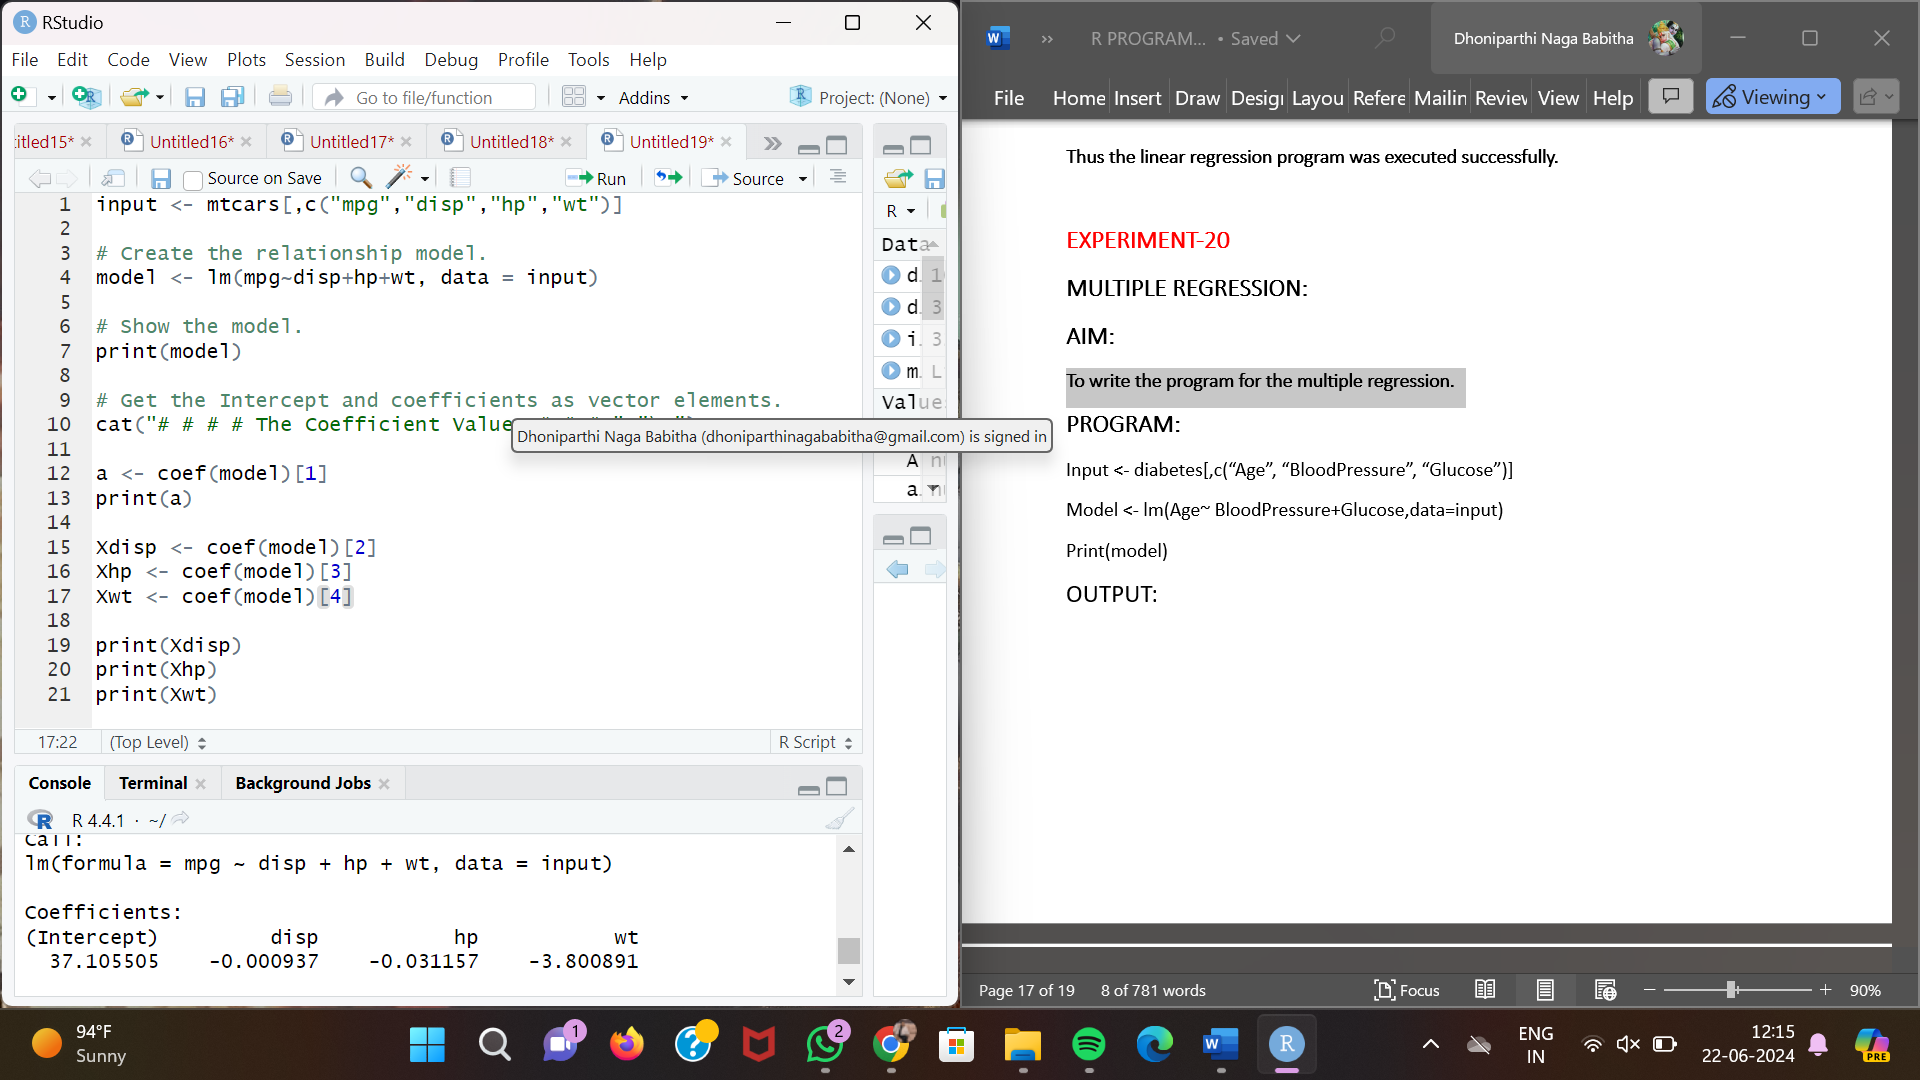 RStudio
File Edit Code View Plots Session Build Debug Profile Tools Help
Go to file/function Addins Project: (None)
itled15* Untitled16* Untitled17* Untitled18* Untitled19*
Source on Save Run Source
1 input <- mtcars[,c("mpg","disp","hp","wt")]
2
3 # Create the relationship model.
4 model <- lm(mpg~disp+hp+wt, data = input)
5
6 # Show the model.
7 print(model)
8
9 # Get the Intercept and coefficients as vector elements.
10 cat("# # # # The Coefficient Value
11
12 a <- coef(model)[1]
13 print(a)
14
15 Xdisp <- coef(model)[2]
16 Xhp <- coef(model)[3]
17 Xwt <- coef(model)[4]
18
19 print(Xdisp)
20 print(Xhp)
21 print(Xwt)
17:22 (Top Level) R Script
Console Terminal Background Jobs
R 4.4.1 · ~/
Call:
lm(formula = mpg ~ disp + hp + wt, data = input)
Coefficients:
(Intercept) disp hp wt
37.105505 -0.000937 -0.031157 -3.800891
R
Data
d. 1
d. 3
i. 3
m. L
Value
A
a.
Dhoniparthi Naga Babitha (dhoniparthinagababitha@gmail.com) is signed in
R PROGRAM... • Saved Dhoniparthi Naga Babitha
File Home Insert Draw Desig Layou Refere Mailin Review View Help Viewing
Thus the linear regression program was executed successfully.
EXPERIMENT-20
MULTIPLE REGRESSION:
AIM:
To write the program for the multiple regression.
PROGRAM:
Input <- diabetes[,c(“Age”, “BloodPressure”, “Glucose”)]
Model <- lm(Age~ BloodPressure+Glucose,data=input)
Print(model)
OUTPUT:
Page 17 of 19 8 of 781 words Focus 90%
94°F
Sunny
1
2
ENG
IN
12:15
22-06-2024
PRE